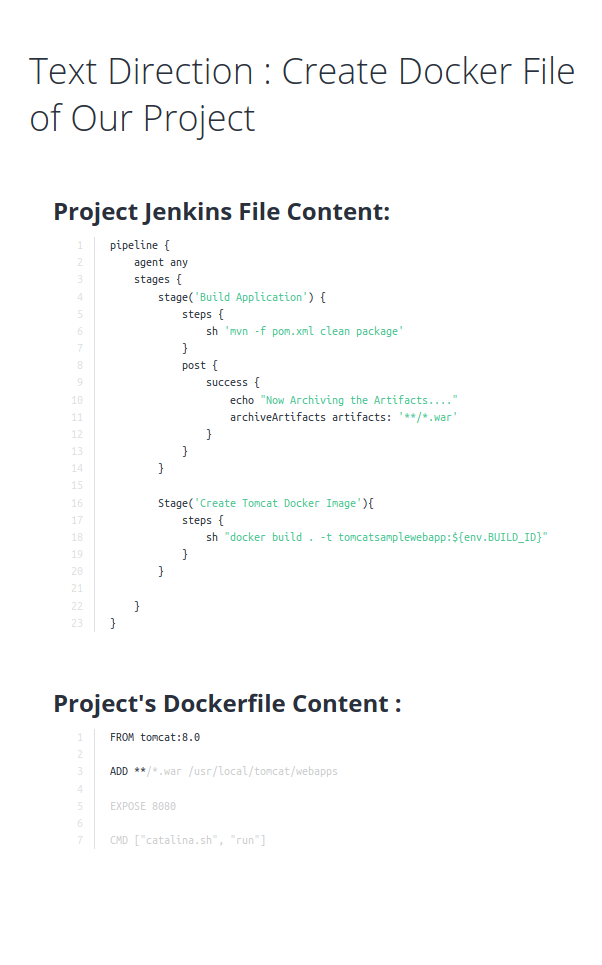 Text Direction : Create Docker File
of Our Project
Project Jenkins File Content:
1 pipeline {
2     agent any
3     stages {
4         stage('Build Application') {
5             steps {
6                 sh 'mvn -f pom.xml clean package'
7             }
8             post {
9                 success {
10                     echo "Now Archiving the Artifacts...."
11                     archiveArtifacts artifacts: '**/*.war'
12                 }
13             }
14         }
15
16         Stage('Create Tomcat Docker Image'){
17             steps {
18                 sh "docker build . -t tomcatsamplewebapp:${env.BUILD_ID}"
19             }
20         }
21
22     }
23 }
Project's Dockerfile Content :
1 FROM tomcat:8.0
2
3 ADD **/*.war /usr/local/tomcat/webapps
4
5 EXPOSE 8080
6
7 CMD ["catalina.sh", "run"]